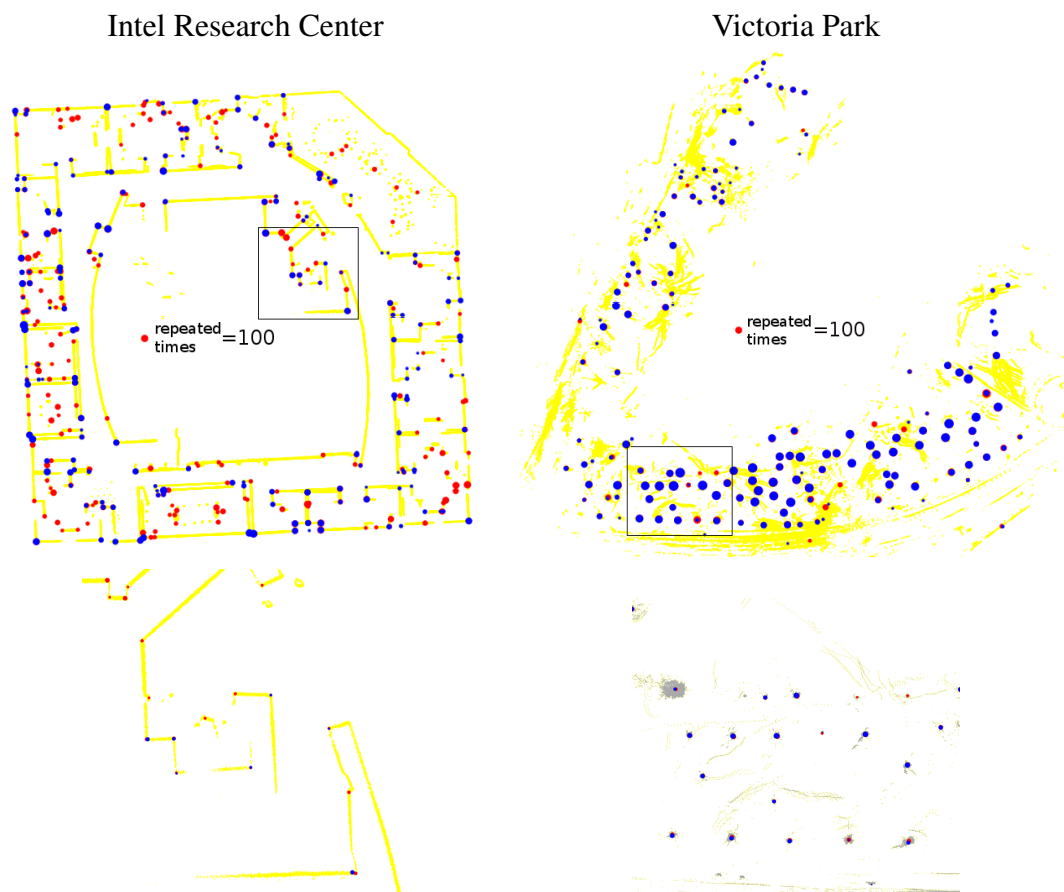 Intel Research Center
Victoria Park
repeated
times =100
repeated
times =100